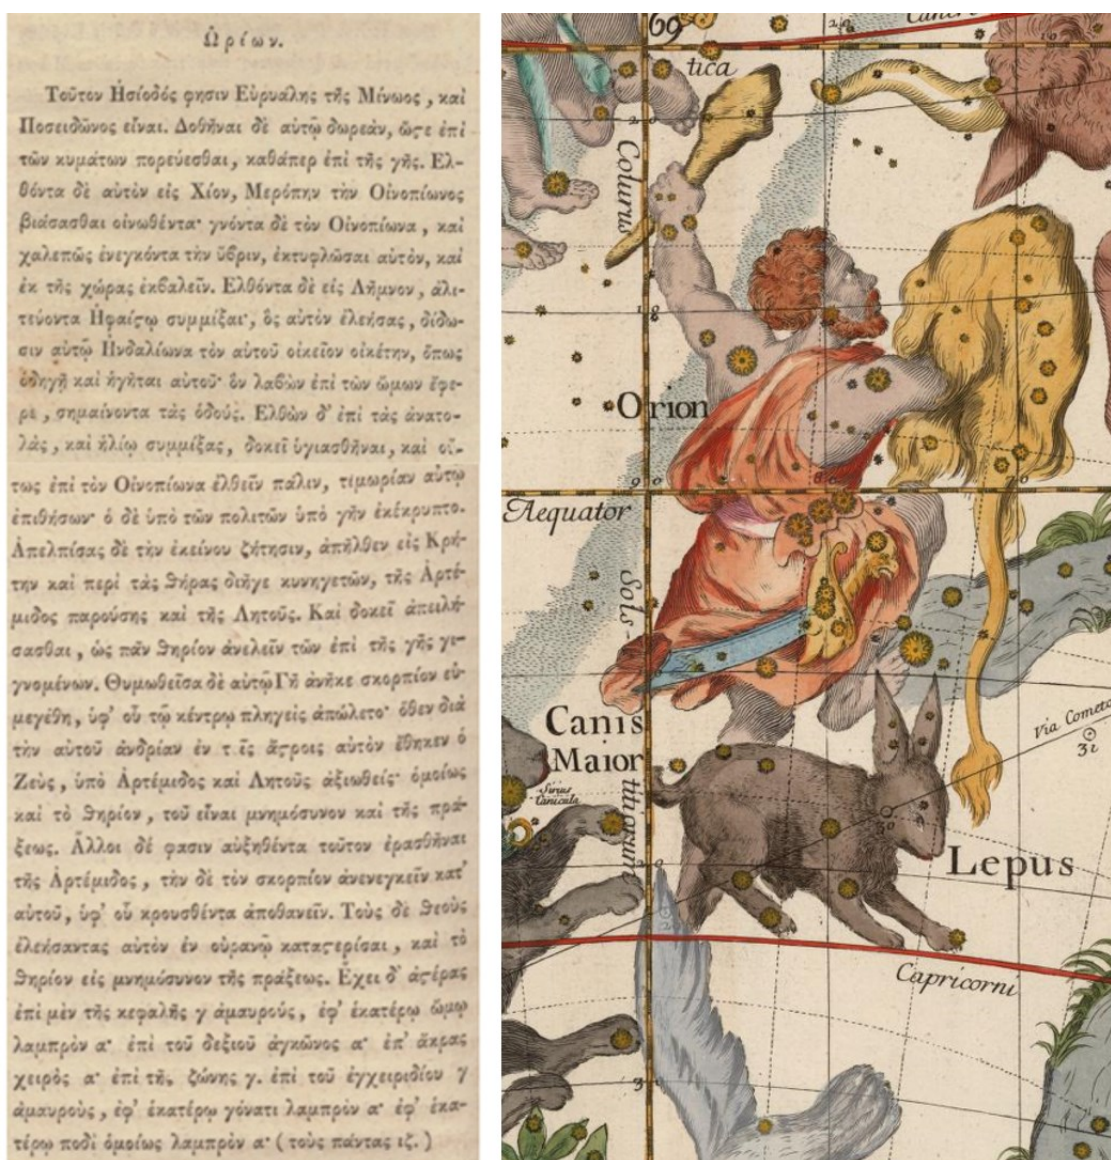 Ὠρίων.
Τοῦτον Ἡσίοδός φησιν Εὐρυάλης τῆς Μίνωος, καὶ
Ποσειδῶνος εἶναι. Δοθῆναι δὲ αὐτῷ δωρεὰν, ὥςε ἐπὶ
τῶν κυμάτων πορεύεσθαι, καθάπερ ἐπὶ τῆς γῆς. Ἐλ-
θόντα δὲ αὐτὸν εἰς Χίον, Μερόπην τὴν Οἰνοπίωνος
βιάσασθαι οἰνωθέντα· γνόντα δὲ τὸν Οἰνοπίωνα, καὶ
χαλεπῶς ἐνεγκόντα τὴν ὕβριν, ἐκτυφλῶσαι αὐτὸν, καὶ
ἐκ τῆς χώρας ἐκβαλεῖν. Ἐλθόντα δὲ εἰς Λῆμνον, ἀλι-
τεύοντα Ἡφαίςῳ συμμίξαι·, ὃς αὐτὸν ἐλεήσας, δίδω-
σιν αὐτῷ Ἠνδαλίωνα τὸν αὑτοῦ οἰκεῖον οἰκέτην, ὅπως
ὁδηγῇ καὶ ἡγῆται αὐτοῦ· ὃν λαβὼν ἐπὶ τῶν ὤμων ἔφε-
ρε, σημαίνοντα τὰς ὁδούς. Ἐλθὼν δ' ἐπὶ τὰς ἀνατο-
λὰς, καὶ ἡλίῳ συμμίξας, δοκεῖ ὑγιασθῆναι, καὶ οὕ-
τως ἐπὶ τὸν Οἰνοπίωνα ἐλθεῖν πάλιν, τιμωρίαν αὐτῷ
ἐπιθήσων· ὁ δὲ ὑπὸ τῶν πολιτῶν ὑπὸ γῆν ἐκέκρυπτο.
Ἀπελπίσας δὲ τὴν ἐκείνου ζήτησιν, ἀπῆλθεν εἰς Κρή-
την καὶ περὶ τὰς θήρας διῆγε κυνηγετῶν, τῆς Ἀρτέ-
μιδος παρούσης καὶ τῆς Λητοῦς. Καὶ δοκεῖ ἀπειλή-
σασθαι, ὡς πᾶν θηρίον ἀνελεῖν τῶν ἐπὶ τῆς γῆς γι-
γνομένων. Θυμωθεῖσα δὲ αὐτῷ Γῆ ἀνῆκε σκορπίον εὐ-
μεγέθη, ὑφ' οὗ τῷ κέντρῳ πληγεὶς ἀπώλετο· ὅθεν διὰ
τὴν αὐτοῦ ἀνδρίαν ἐν τ ῖς ἄςροις αὐτὸν ἔθηκεν ὁ
Ζεὺς, ὑπὸ Ἀρτέμιδος καὶ Λητοῦς ἀξιωθείς· ὁμοίως
καὶ τὸ θηρίον, τοῦ εἶναι μνημόσυνον καὶ τῆς πρά-
ξεως. Ἄλλοι δέ φασιν αὐξηθέντα τοῦτον ἐρασθῆναι
τῆς Ἀρτέμιδος, τὴν δὲ τὸν σκορπίον ἀνενεγκεῖν κατ'
αὐτοῦ, ὑφ' οὗ κρουσθέντα ἀποθανεῖν. Τοὺς δὲ θεοὺς
ἐλεήσαντας αὐτὸν ἐν οὐρανῷ καταςερίσαι, καὶ τὸ
θηρίον εἰς μνημόσυνον τῆς πράξεως. Ἔχει δ' ἀςέρας
ἐπὶ μὲν τῆς κεφαλῆς γ ἀμαυροὺς, ἐφ' ἑκατέρῳ ὤμῳ
λαμπρὸν α· ἐπὶ τοῦ δεξιοῦ ἀγκῶνος α· ἐπ' ἄκρας
χειρὸς α· ἐπὶ τῆς ζώνης γ. ἐπὶ τοῦ ἐγχειριδίου γ
ἀμαυροὺς, ἐφ' ἑκατέρῳ γόνατι λαμπρὸν α· ἐφ' ἑκα-
τέρῳ ποδὶ ὁμοίως λαμπρὸν α· (τοὺς πάντας ιζ.)
69
tica
Colurus
Orion
Aequator
Sols-
titiorum
Canis
Maior
Sirius
Canicula
Via Cometæ
31
30
Lepus
Capricorni